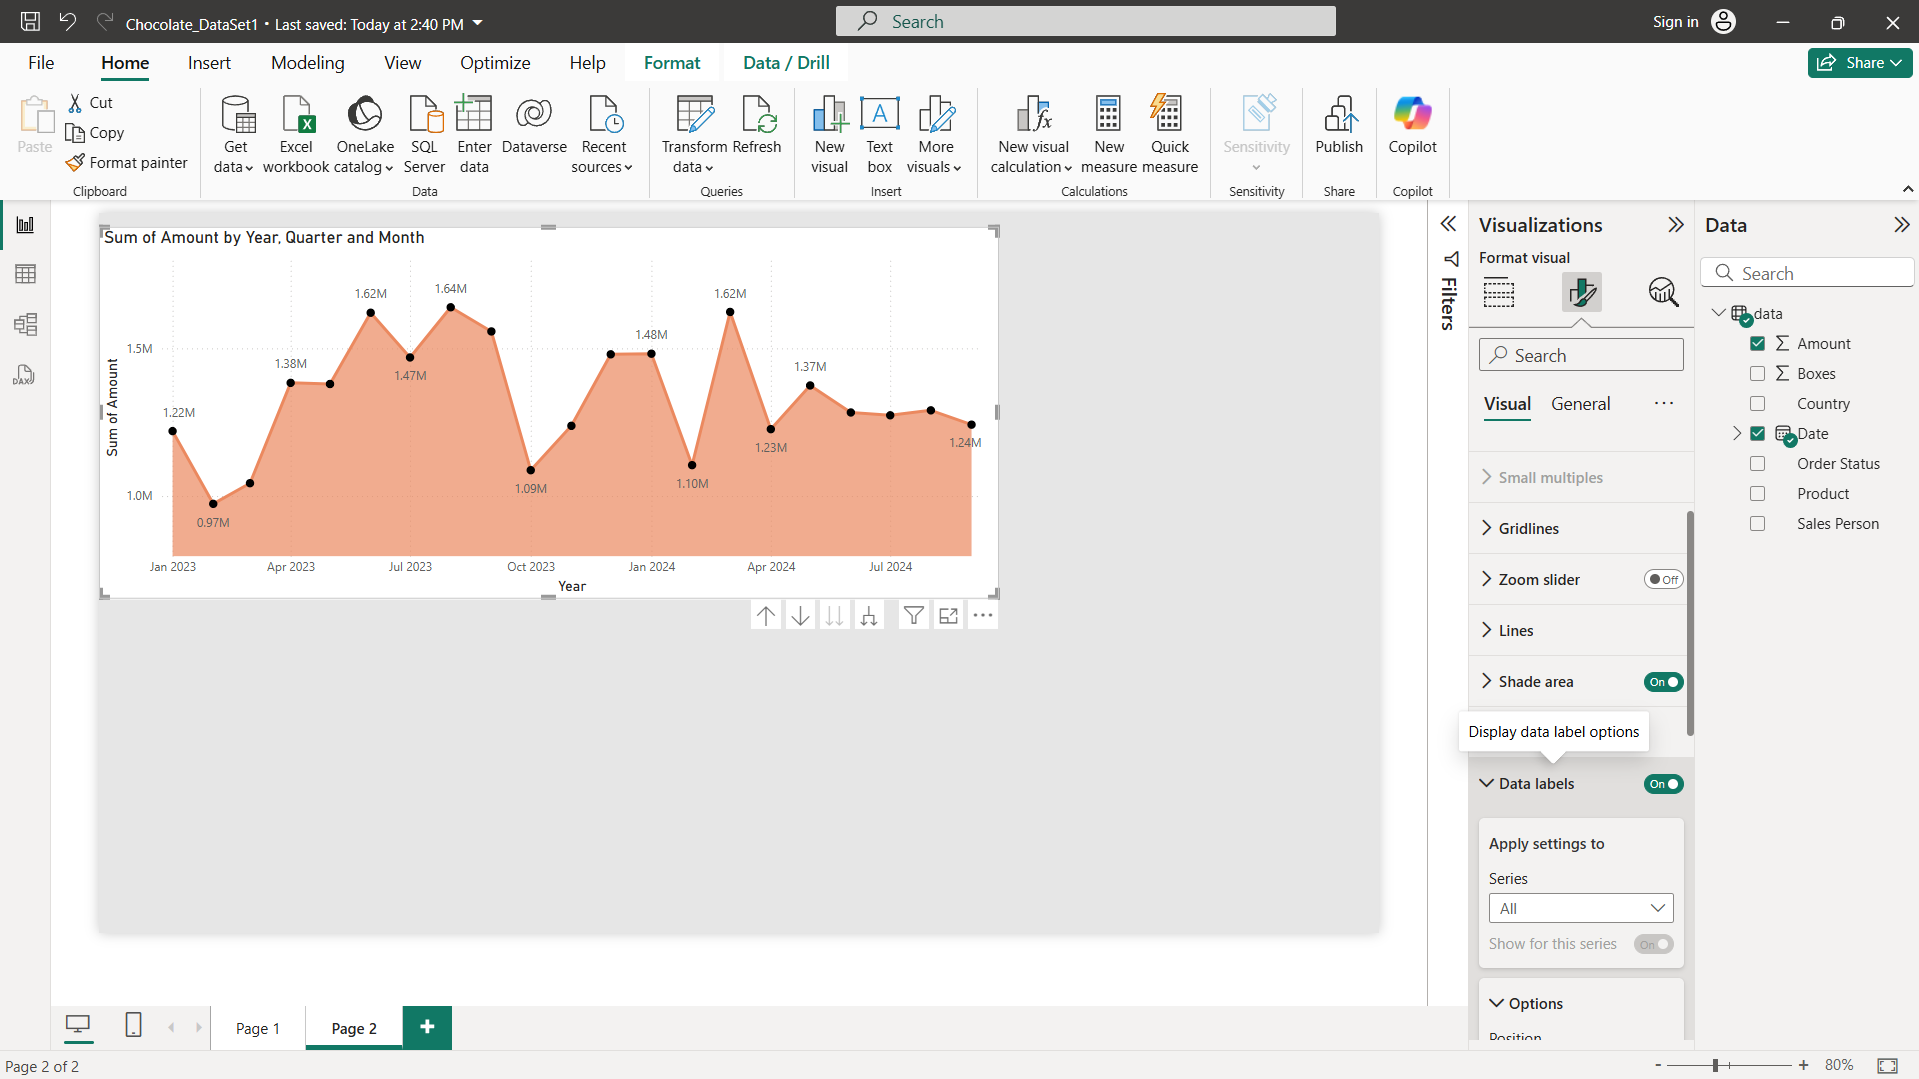 Chocolate_DataSet1 • Last saved: Today at 2:40 PM
Search
Sign in
File
Home
Insert
Modeling
View
Optimize
Help
Format
Data / Drill
Share
Paste
Cut
Copy
Format painter
Clipboard
Get
data
Excel
workbook
OneLake
catalog
SQL
Server
Enter
data
Dataverse
Recent
sources
Data
Transform
data
Refresh
Queries
New
visual
Text
box
More
visuals
Insert
New visual
calculation
New
measure
Quick
measure
Calculations
Sensitivity
Sensitivity
Publish
Share
Copilot
Copilot
DAX
Sum of Amount by Year, Quarter and Month
Sum of Amount
1.5M
1.0M
1.22M
0.97M
1.38M
1.62M
1.47M
1.64M
1.09M
1.48M
1.10M
1.62M
1.23M
1.37M
1.24M
Jan 2023
Apr 2023
Jul 2023
Oct 2023
Jan 2024
Apr 2024
Jul 2024
Year
Filters
Visualizations
Format visual
Search
Visual
General
Small multiples
Gridlines
Zoom slider
Off
Lines
Shade area
On
Display data label options
Data labels
On
Apply settings to
Series
All
Show for this series
On
Options
Position
Data
Search
data
Amount
Boxes
Country
Date
Order Status
Product
Sales Person
Page 1
Page 2
+
Page 2 of 2
- + 80%